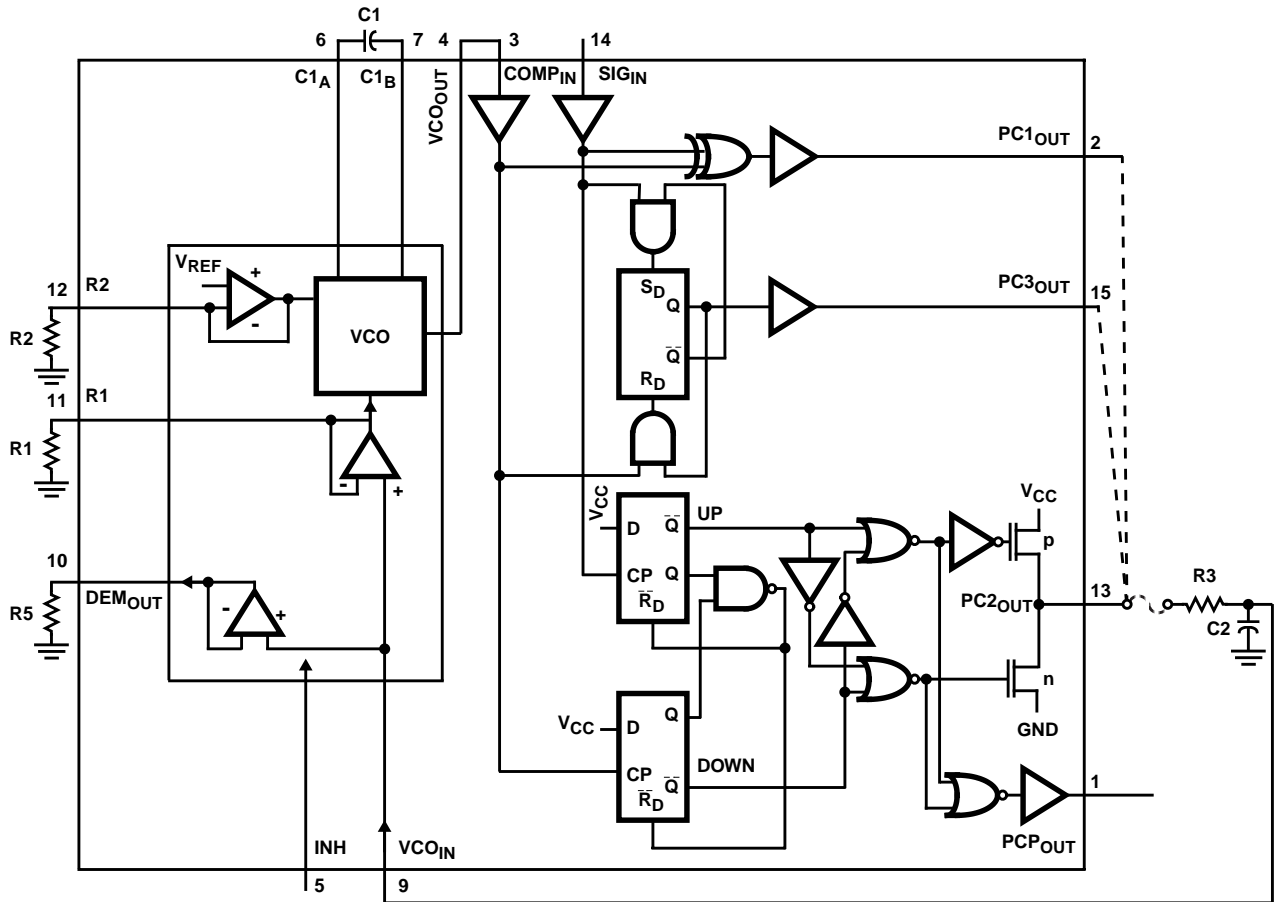 C1
6 7 4 3 14
C1A C1B VCOOUT COMPIN SIGIN
PC1OUT 2
VREF + -
12 R2
R2
VCO
SD
Q
Q̅
RD
PC3OUT 15
11 R1
R1
- +
VCC
D Q̅ UP
CP Q
R̅D
VCC
p
PC2OUT 13
R3
C2
n
GND
10
DEMOUT
R5
- +
VCC D Q
CP Q̅ DOWN
R̅D
1
PCPOUT
INH VCOIN
5 9